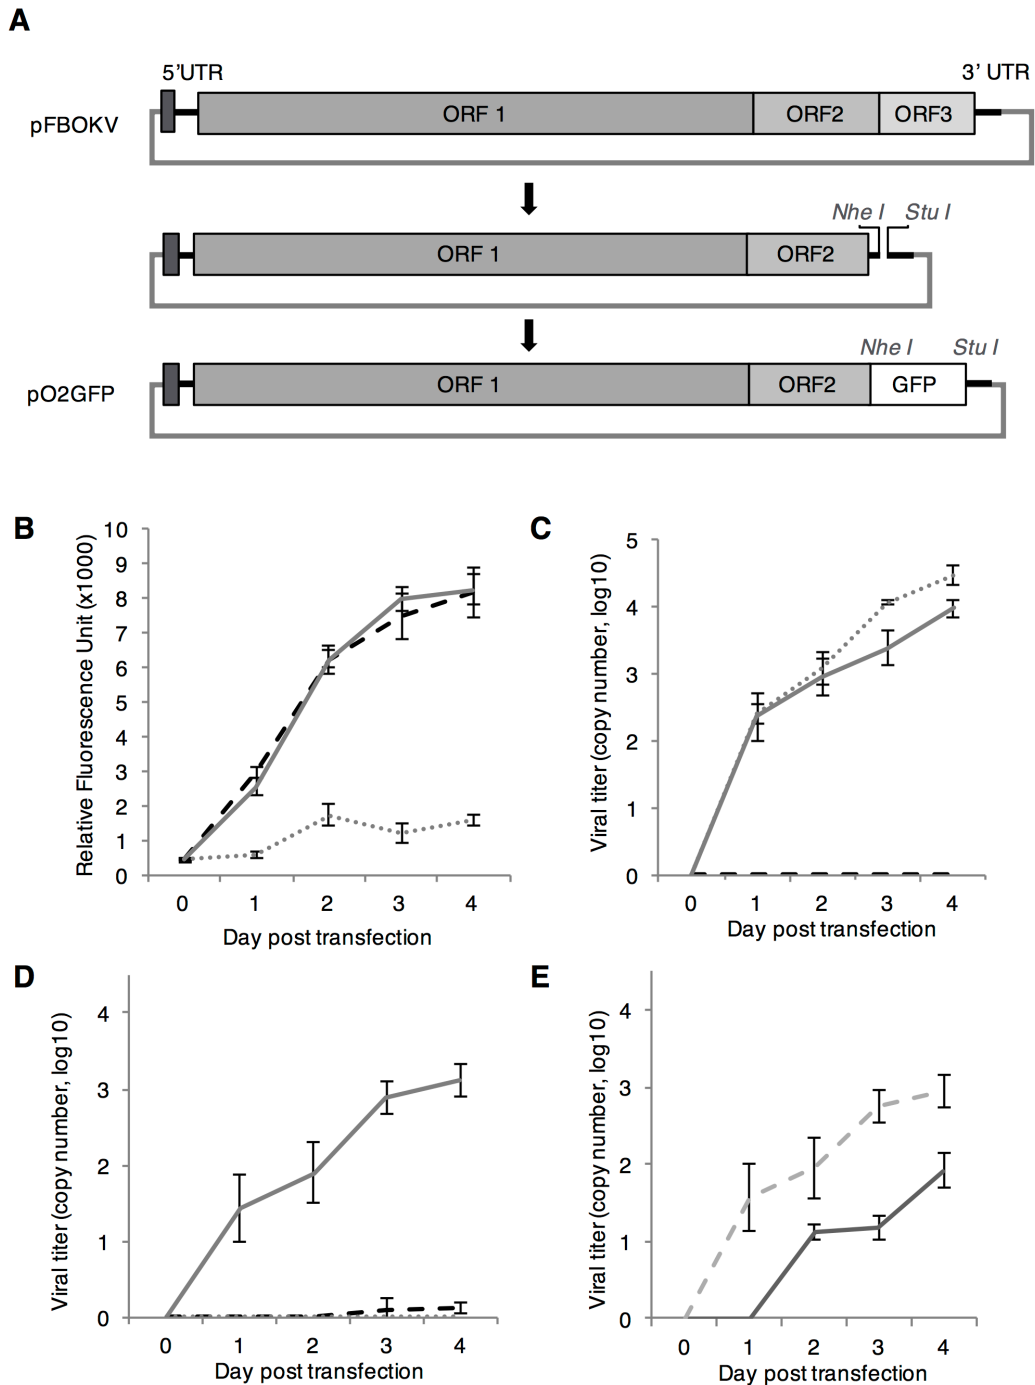 A
5'UTR 3' UTR
pFBOKV ORF 1 ORF2 ORF3
Nhe I Stu I
ORF 1 ORF2
Nhe I Stu I
pO2GFP ORF 1 ORF2 GFP
B
Relative Fluorescence Unit (x1000)
10
9
8
7
6
5
4
3
2
1
0
0 1 2 3 4
Day post transfection
C
Viral titer (copy number, log10)
5
4
3
2
1
0
0 1 2 3 4
Day post transfection
D
Viral titer (copy number, log10)
4
3
2
1
0
0 1 2 3 4
Day post transfection
E
Viral titer (copy number, log10)
4
3
2
1
0
0 1 2 3 4
Day post transfection